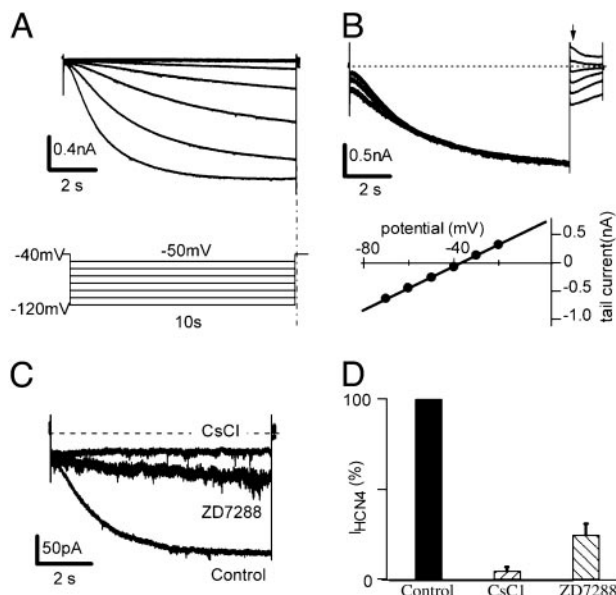 A
0.4nA
2 s
-40mV
-50mV
-120mV
10s
B
0.5nA
2 s
potential (mV)
-80 -40 0
0.5
0
-0.5
-1.0
tail current(nA)
C
CsCl
ZD7288
Control
50pA
2 s
D
I_HCN4 (%)
100
0
Control CsCl ZD7288